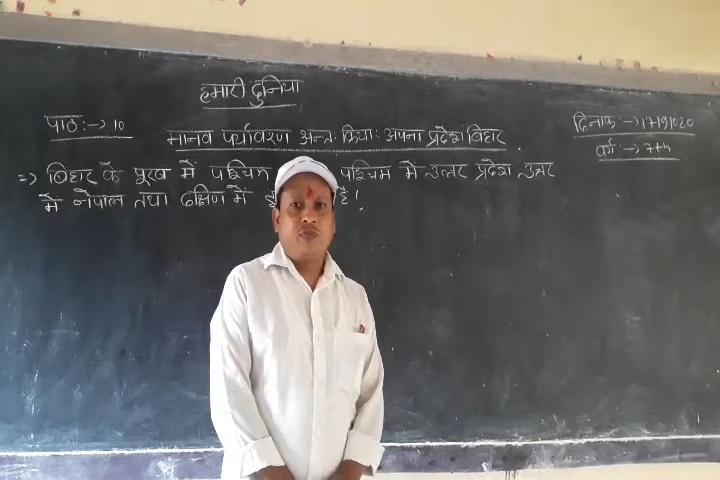 हमारी दुनिया
पाठः-→ 10
दिनांक -→ 17/9/2020
मानव पर्यावरण अन्तः क्रियाः अपना प्रदेश बिहार
वर्ग -→ 7th
=> बिहार के पूरब में पश्चिम पश्चिम में उत्तर प्रदेश उत्तर
में नेपाल तथा दक्षिण में है!